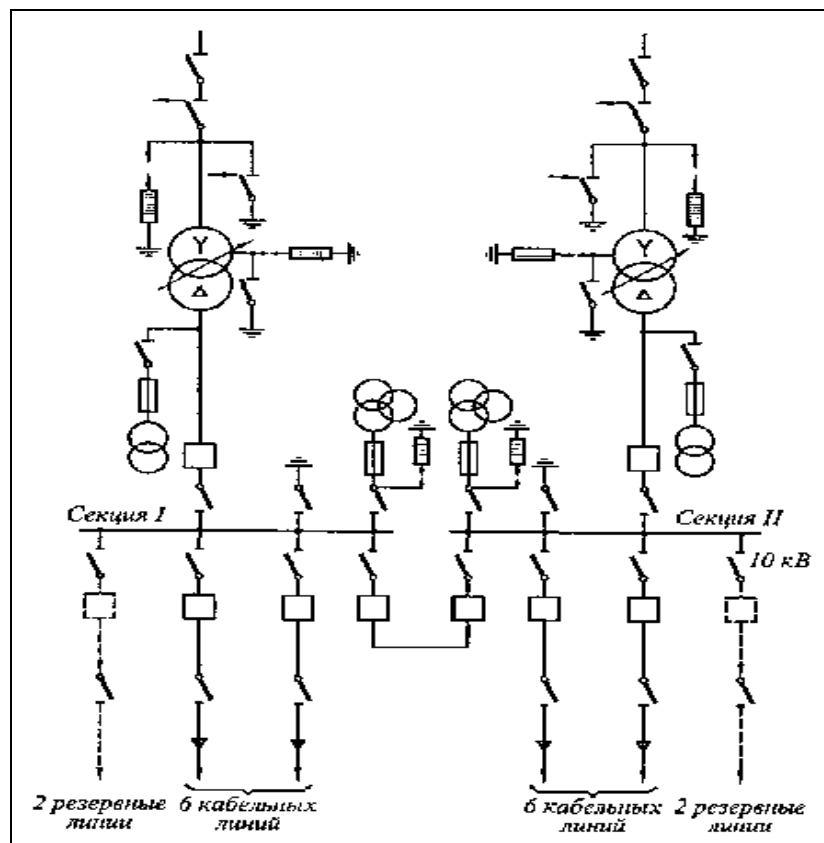 Y
Y
Δ
Δ
Секция I
Секция II
10 кВ
2 резервные
линии
6 кабельных
линий
6 кабельных
линий
2 резервные
линии